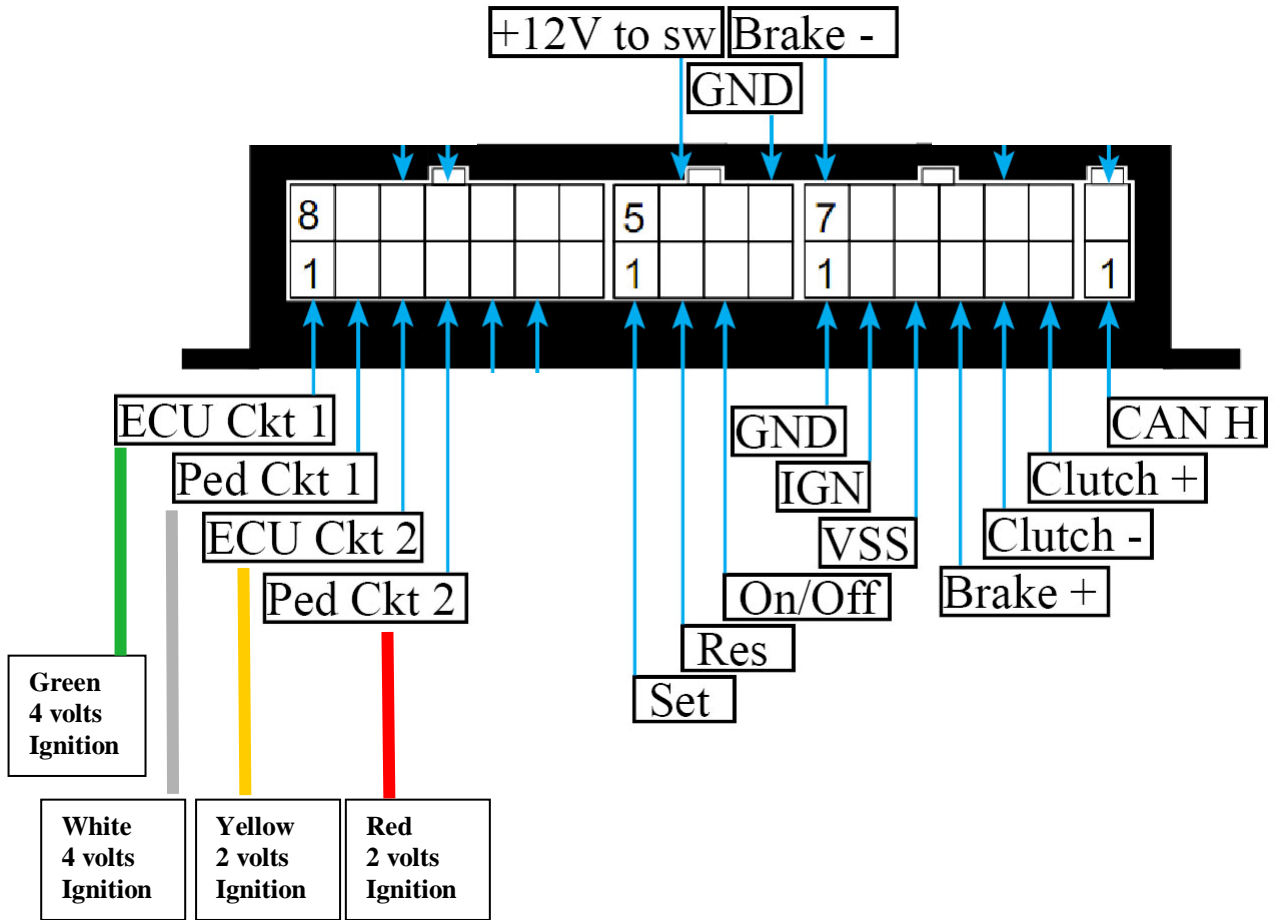 +12V to sw
Brake -
GND
8
5
7
1
1
1
1
ECU Ckt 1
GND
CAN H
Ped Ckt 1
IGN
Clutch +
ECU Ckt 2
VSS
Clutch -
Ped Ckt 2
On/Off
Brake +
Res
Set
Green
4 volts
Ignition
White
4 volts
Ignition
Yellow
2 volts
Ignition
Red
2 volts
Ignition